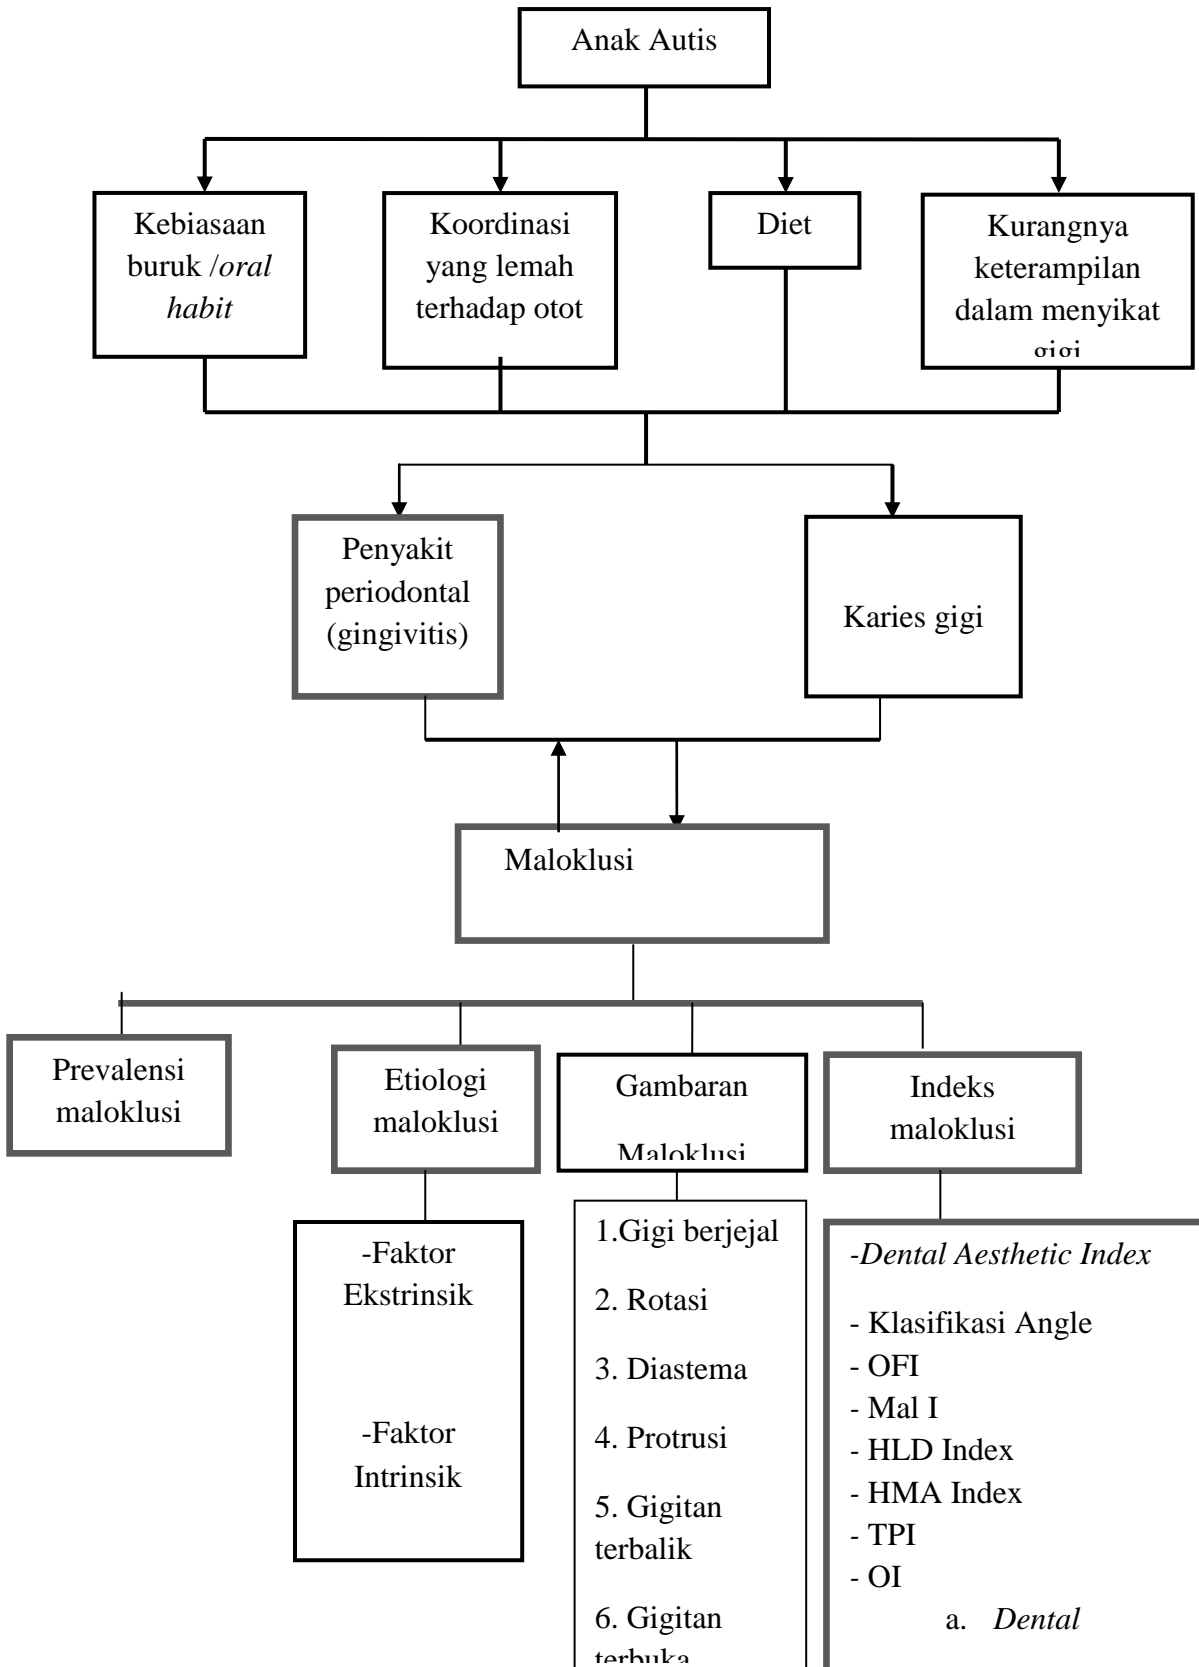 Anak Autis
Kebiasaan
buruk /oral
habit
Koordinasi
yang lemah
terhadap otot
Diet
Kurangnya
keterampilan
dalam menyikat
gigi
Penyakit
periodontal
(gingivitis)
Karies gigi
Maloklusi
Prevalensi
maloklusi
Etiologi
maloklusi
Gambaran
Maloklusi
Indeks
maloklusi
-Faktor
Ekstrinsik
-Faktor
Intrinsik
1.Gigi berjejal
2. Rotasi
3. Diastema
4. Protrusi
5. Gigitan
terbalik
6. Gigitan
terbuka
-Dental Aesthetic Index
- Klasifikasi Angle
- OFI
- Mal I
- HLD Index
- HMA Index
- TPI
- OI
a. Dental